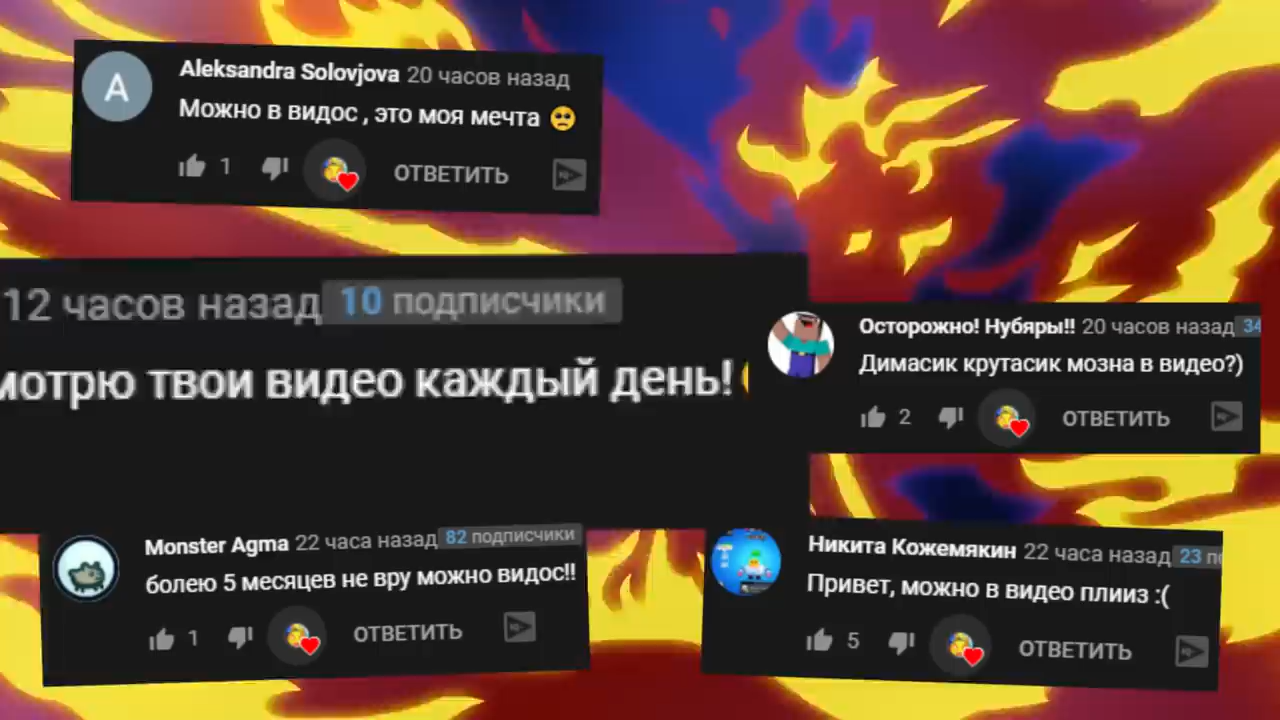 A
Aleksandra Solovjova 20 часов назад
Можно в видос , это моя мечта 🥺
1 ОТВЕТИТЬ
12 часов назад 10 подписчики
мотрю твои видео каждый день!
Осторожно! Нубяры!! 20 часов назад 34
Димасик крутасик мозна в видео?)
2 ОТВЕТИТЬ
Monster Agma 22 часа назад 82 подписчики
болею 5 месяцев не вру можно видос!!
1 ОТВЕТИТЬ
Никита Кожемякин 22 часа назад 23 п
Привет, можно в видео плииз :(
5 ОТВЕТИТЬ